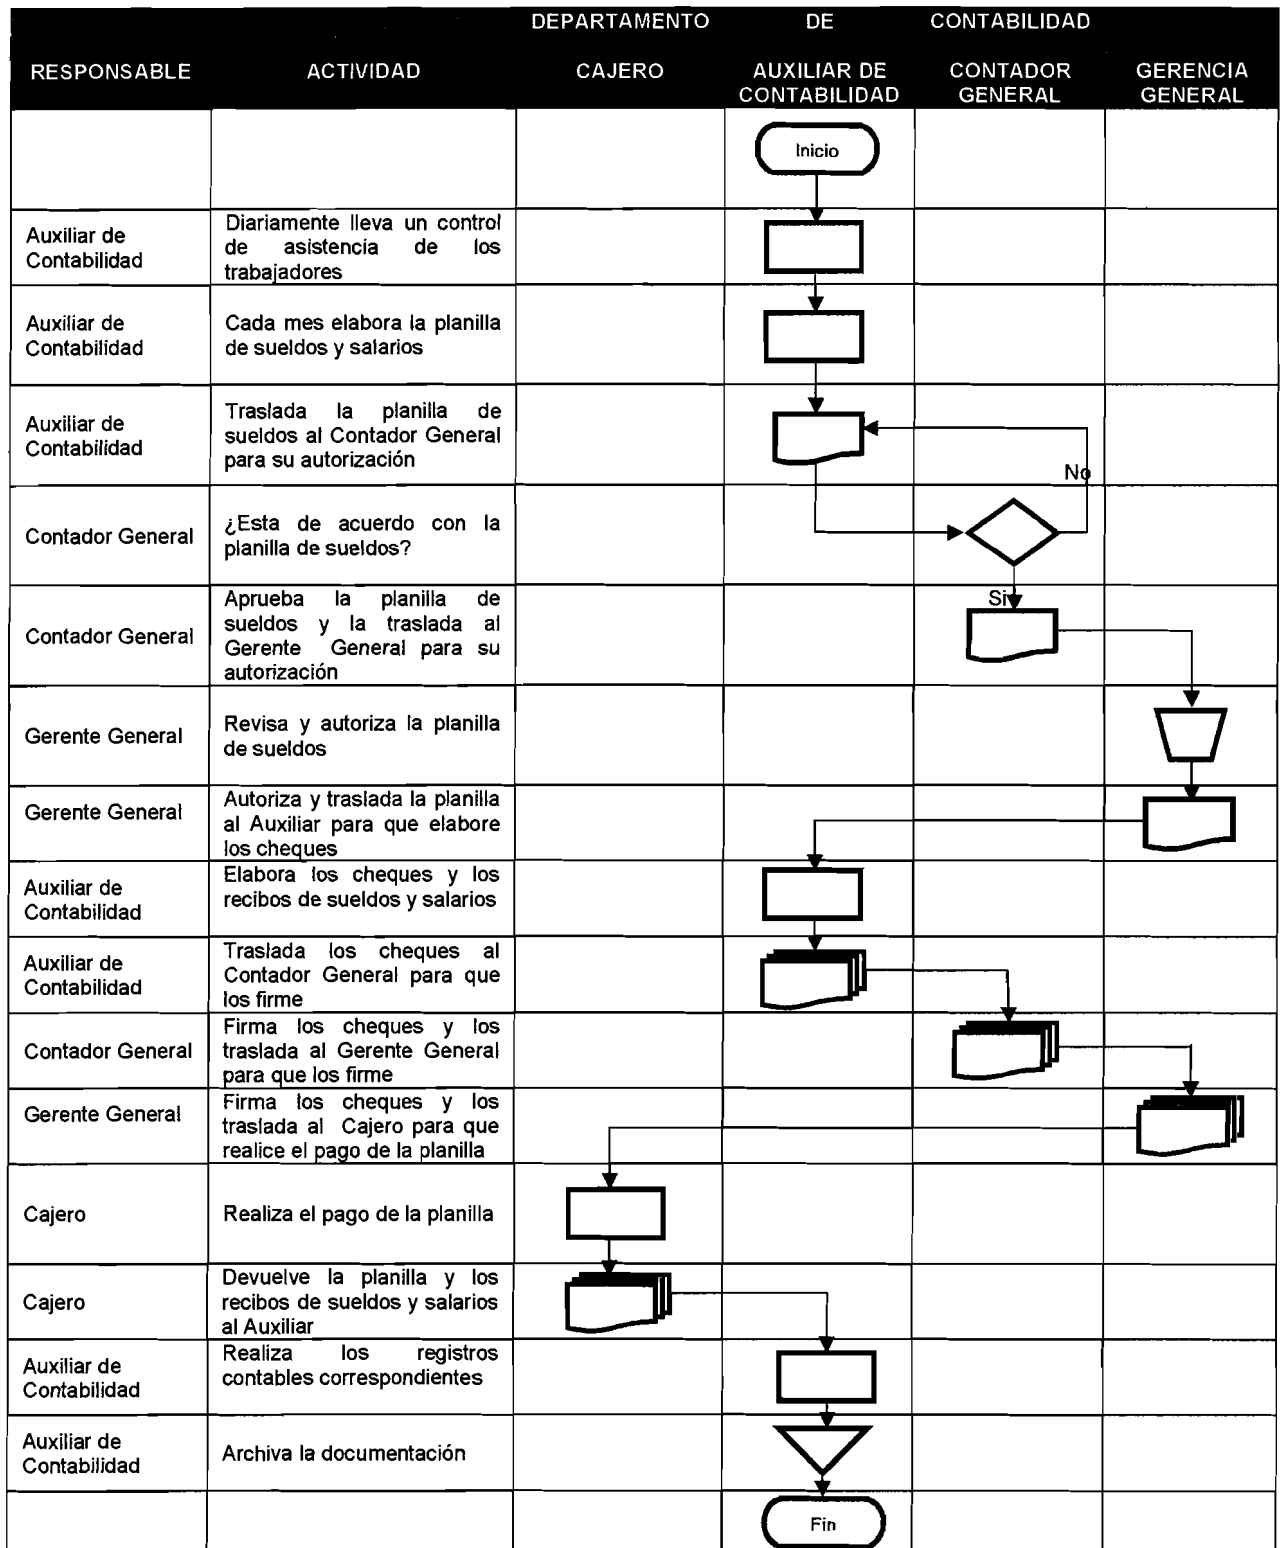 DEPARTAMENTO DE CONTABILIDAD
RESPONSABLE ACTIVIDAD CAJERO AUXILIAR DE CONTADOR GERENCIA
CONTABILIDAD GENERAL GENERAL
Inicio
Auxiliar de
Contabilidad
Diariamente lleva un control
de asistencia de los
trabajadores
Auxiliar de
Contabilidad
Cada mes elabora la planilla
de sueldos y salarios
Auxiliar de
Contabilidad
Traslada la planilla de
sueldos al Contador General
para su autorización
No
Contador General
¿Esta de acuerdo con la
planilla de sueldos?
Si
Contador General
Aprueba la planilla de
sueldos y la traslada al
Gerente General para su
autorización
Gerente General
Revisa y autoriza la planilla
de sueldos
Gerente General
Autoriza y traslada la planilla
al Auxiliar para que elabore
los cheques
Auxiliar de
Contabilidad
Elabora los cheques y los
recibos de sueldos y salarios
Auxiliar de
Contabilidad
Traslada los cheques al
Contador General para que
los firme
Contador General
Firma los cheques y los
traslada al Gerente General
para que los firme
Gerente General
Firma los cheques y los
traslada al Cajero para que
realice el pago de la planilla
Cajero
Realiza el pago de la planilla
Cajero
Devuelve la planilla y los
recibos de sueldos y salarios
al Auxiliar
Auxiliar de
Contabilidad
Realiza los registros
contables correspondientes
Auxiliar de
Contabilidad
Archiva la documentación
Fin